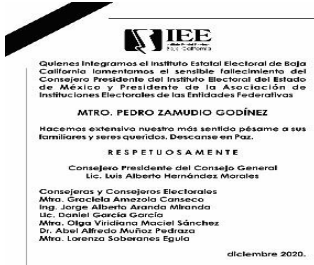 IEE
Instituto Estatal Electoral
Baja California
Quienes integramos el Instituto Estatal Electoral de Baja
California lamentamos el sensible fallecimiento del
Consejero Presidente del Instituto Electoral del Estado
de México y Presidente de la Asociación de
Instituciones Electorales de las Entidades Federativas
MTRO. PEDRO ZAMUDIO GODÍNEZ
Hacemos extensivo nuestro más sentido pésame a sus
familiares y seres queridos. Descanse en Paz.
RESPETUOSAMENTE
Consejero Presidente del Consejo General
Lic. Luis Alberto Hernández Morales
Consejeras y Consejeros Electorales
Mtra. Graciela Amezola Canseco
Ing. Jorge Alberto Aranda Miranda
Lic. Daniel García García
Mtra. Olga Viridiana Maciel Sánchez
Dr. Abel Alfredo Muñoz Pedraza
Mtra. Lorenza Soberanes Eguia
diciembre 2020.